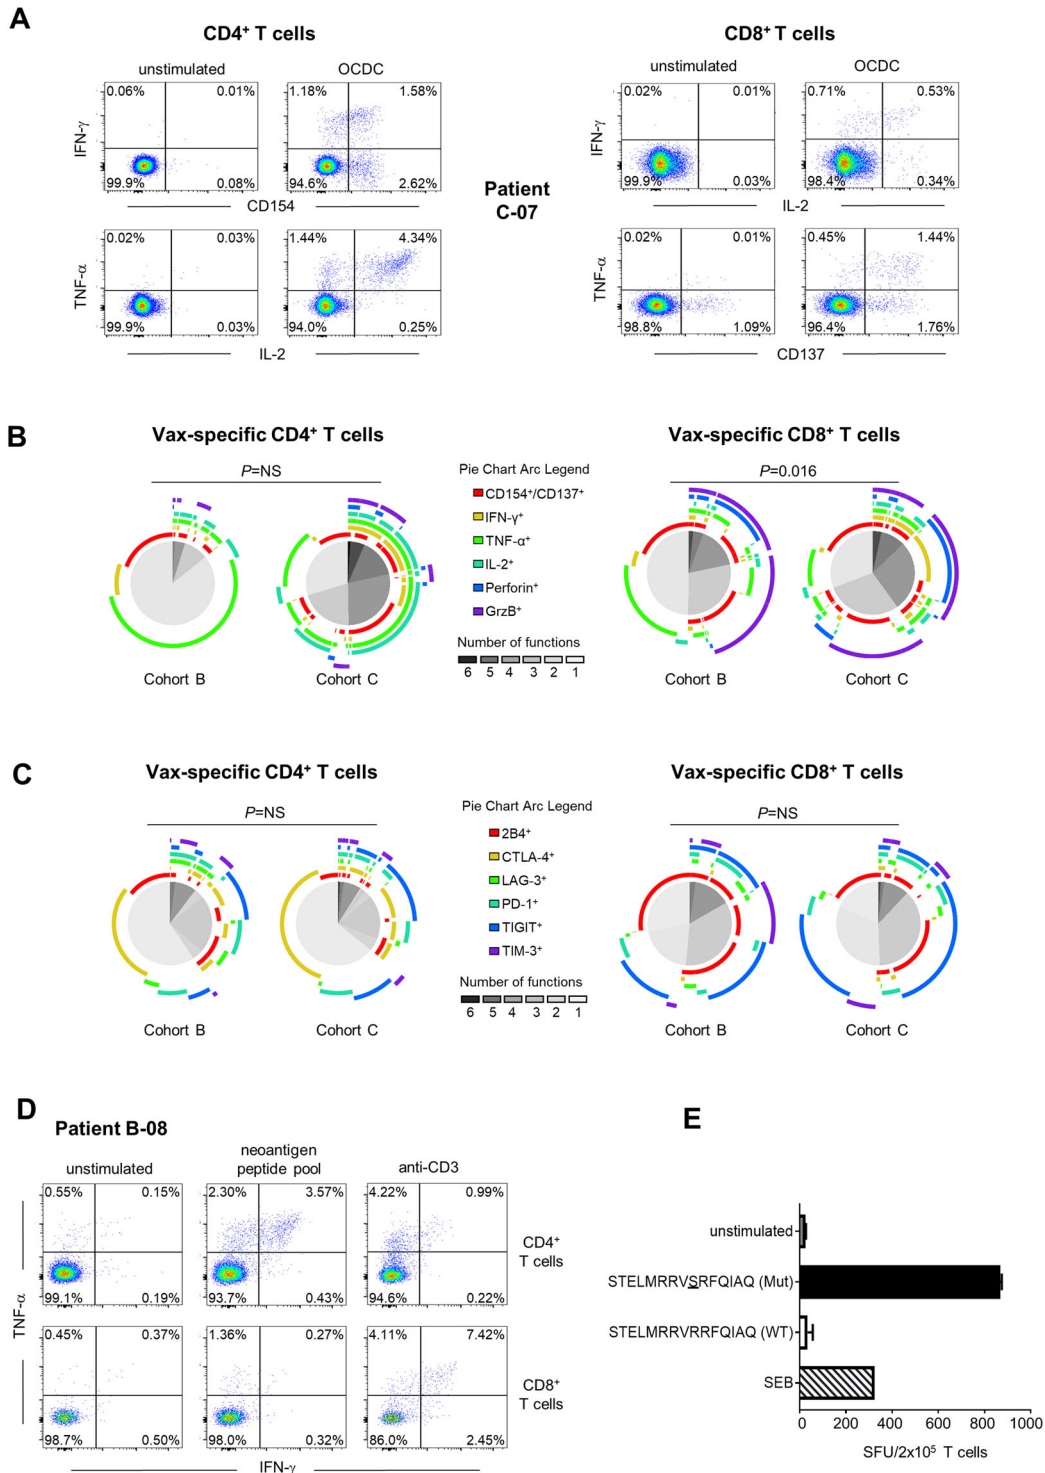 A
CD4⁺ T cells
CD8⁺ T cells
unstimulated
OCDC
unstimulated
OCDC
0.06%
0.01%
1.18%
1.58%
0.02%
0.01%
0.71%
0.53%
IFN-γ
IFN-γ
99.9%
0.08%
94.6%
2.62%
99.9%
0.03%
98.4%
0.34%
CD154
Patient
C-07
IL-2
0.02%
0.03%
1.44%
4.34%
0.02%
0.01%
0.45%
1.44%
TNF-α
TNF-α
99.9%
0.03%
94.0%
0.25%
98.8%
1.09%
96.4%
1.76%
IL-2
CD137
B
Vax-specific CD4⁺ T cells
Vax-specific CD8⁺ T cells
P=NS
Pie Chart Arc Legend
P=0.016
CD154⁺/CD137⁺
IFN-γ⁺
TNF-α⁺
IL-2⁺
Perforin⁺
GrzB⁺
Number of functions
6 5 4 3 2 1
Cohort B
Cohort C
Cohort B
Cohort C
C
Vax-specific CD4⁺ T cells
Vax-specific CD8⁺ T cells
P=NS
Pie Chart Arc Legend
P=NS
2B4⁺
CTLA-4⁺
LAG-3⁺
PD-1⁺
TIGIT⁺
TIM-3⁺
Number of functions
6 5 4 3 2 1
Cohort B
Cohort C
Cohort B
Cohort C
D
Patient B-08
unstimulated
neoantigen
peptide pool
anti-CD3
0.55%
0.15%
2.30%
3.57%
4.22%
0.99%
CD4⁺
T cells
99.1%
0.19%
93.7%
0.43%
94.6%
0.22%
TNF-α
0.45%
0.37%
1.36%
0.27%
4.11%
7.42%
CD8⁺
T cells
98.7%
0.50%
98.0%
0.32%
86.0%
2.45%
IFN-γ
E
unstimulated
STELMRRVSRFQIAQ (Mut)
STELMRRVRRFQIAQ (WT)
SEB
0 200 400 600 800 1000
SFU/2x10⁵ T cells